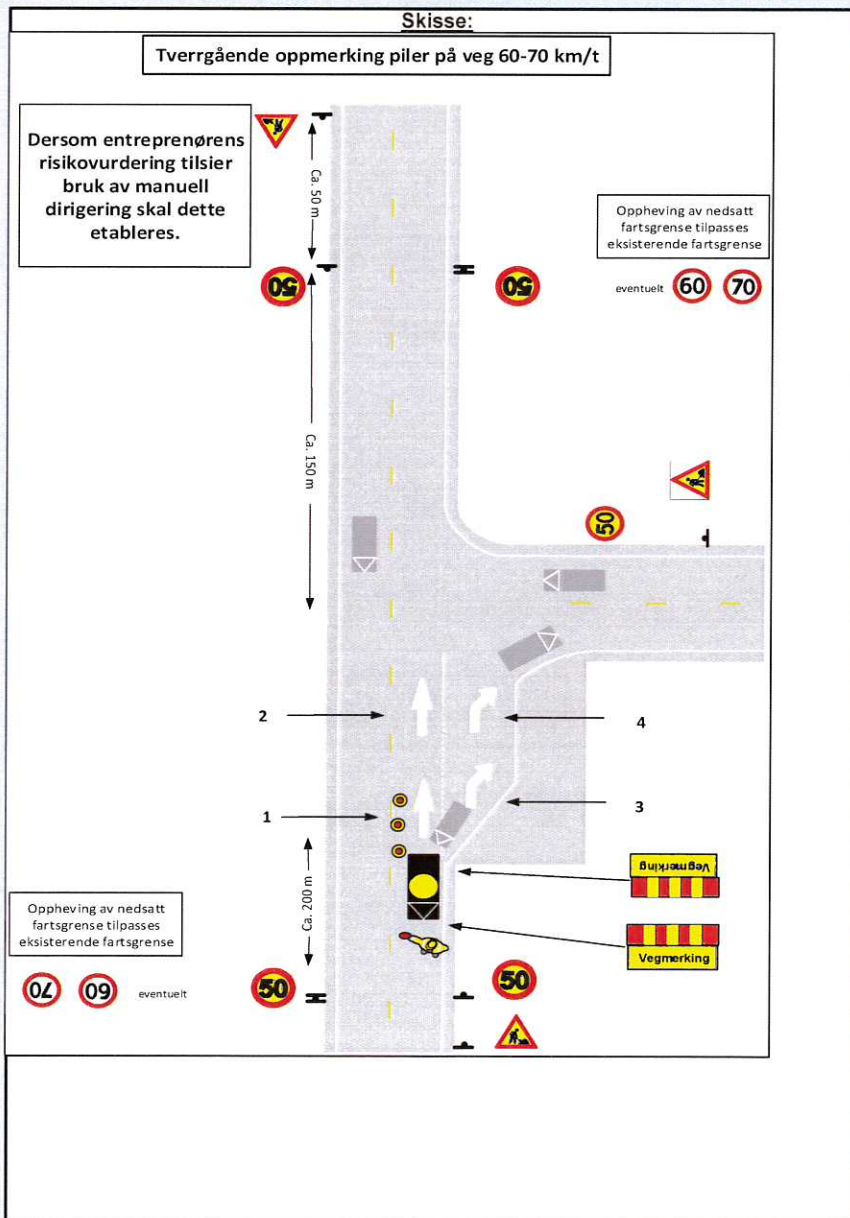 Skisse:
Tverrgående oppmerking piler på veg 60-70 km/t
Dersom entreprenørens
risikovurdering tilsier
bruk av manuell
dirigering skal dette
etableres.
Ca. 50 m
Oppheving av nedsatt
fartsgrense tilpasses
eksisterende fartsgrense
eventuelt 60 70
50
50
Ca. 150 m
50
2
4
1
3
Ca. 200 m
Vegmerking
Vegmerking
Oppheving av nedsatt
fartsgrense tilpasses
eksisterende fartsgrense
70 60 eventuelt
50
50